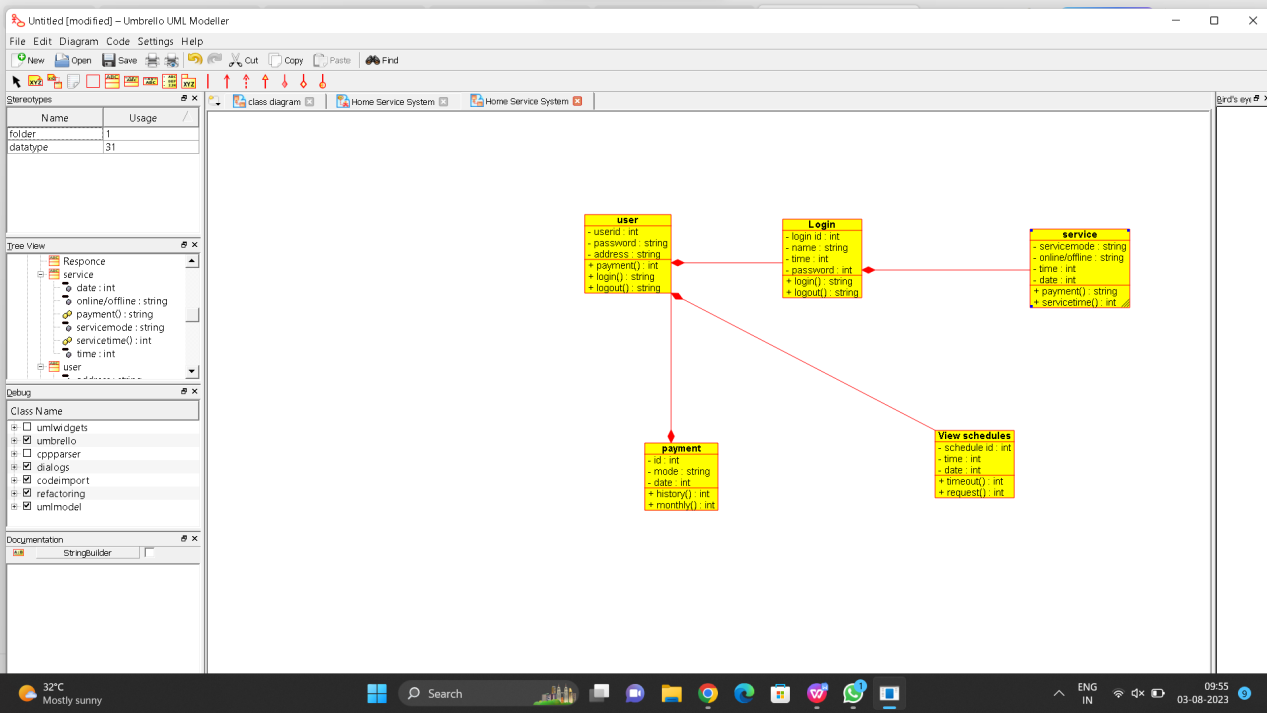 Untitled [modified] – Umbrello UML Modeller
File Edit Diagram Code Settings Help
New Open Save Cut Copy Paste Find
Stereotypes
Name Usage
folder 1
datatype 31
Tree View
Responce
service
date : int
online/offline : string
payment() : string
servicemode : string
servicetime() : int
time : int
user
Debug
Class Name
umlwidgets
umbrello
cppparser
dialogs
codeimport
refactoring
umlmodel
Documentation
StringBuilder
class diagram Home Service System Home Service System
Bird's eye
user
- userid : int
- password : string
- address : string
+ payment() : int
+ login() : string
+ logout() : string
Login
- login id : int
- name : string
- time : int
- password : int
+ login() : string
+ logout() : string
service
- servicemode : string
- online/offline : string
- time : int
- date : int
+ payment() : string
+ servicetime() : int
payment
- id : int
- mode : string
- date : int
+ history() : int
+ monthly() : int
View schedules
- schedule id : int
- time : int
- date : int
+ timeout() : int
+ request() : int
32°C
Mostly sunny
Search
1
ENG
IN
09:55
03-08-2023
9